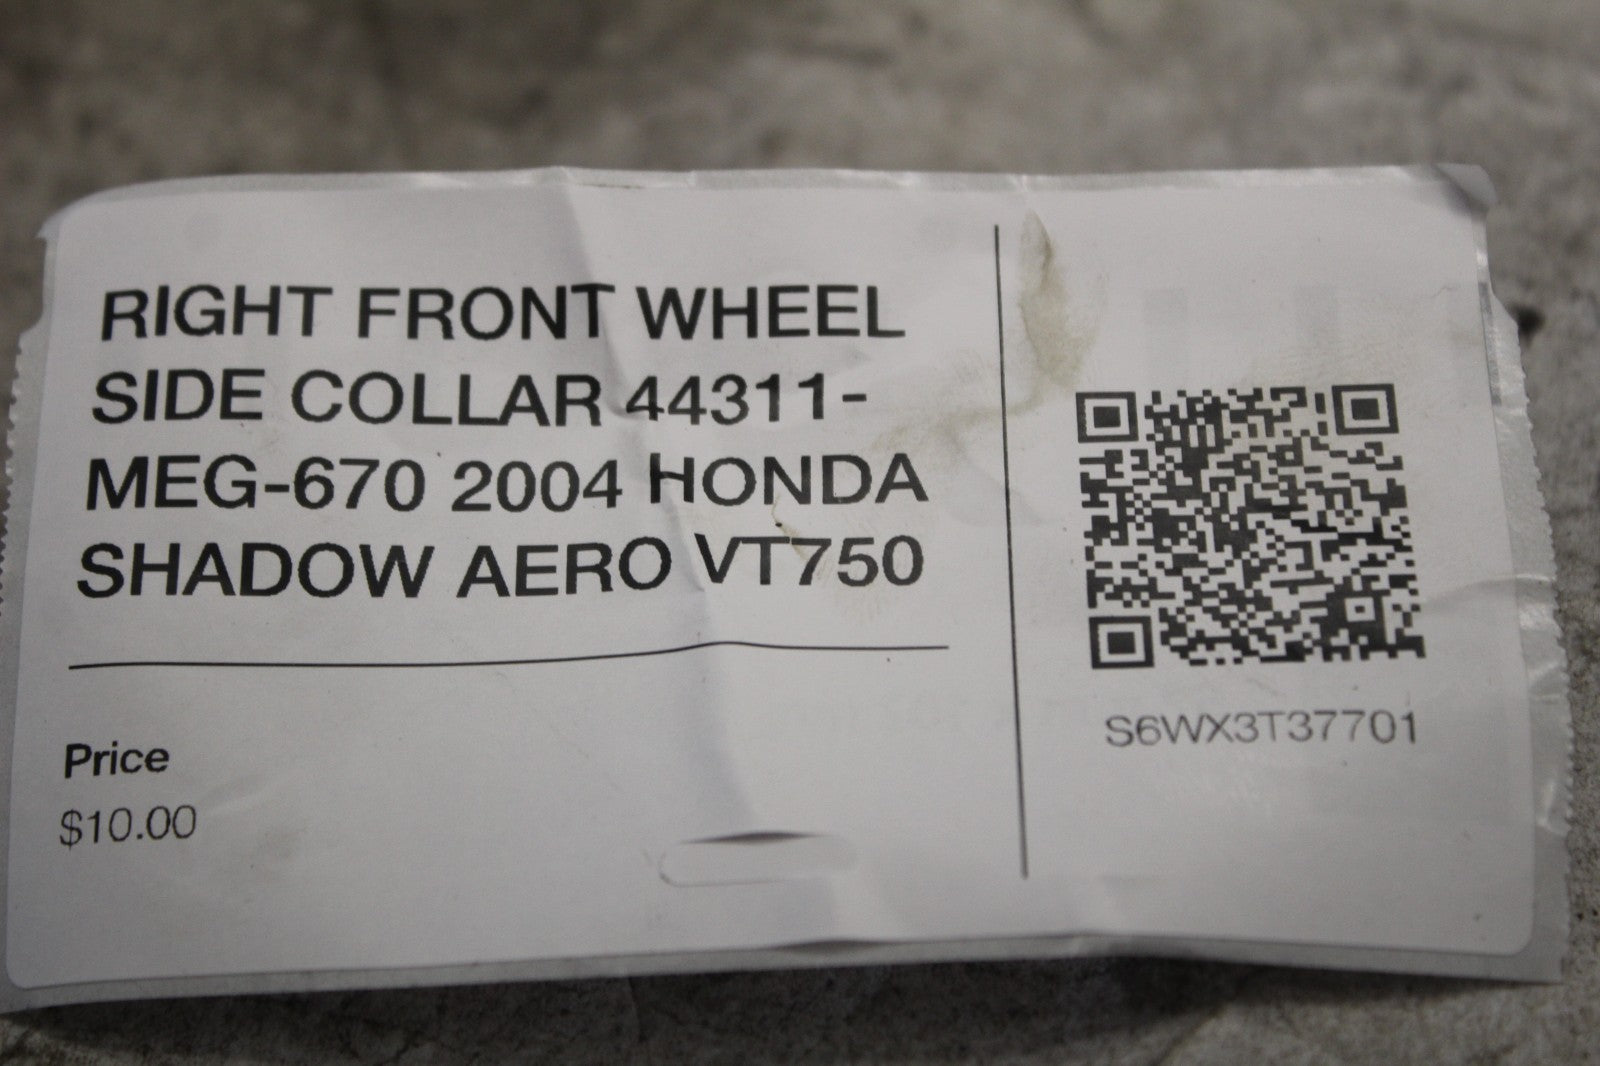 RIGHT FRONT WHEEL
SIDE COLLAR 44311-
MEG-670 2004 HONDA
SHADOW AERO VT750
Price
$10.00
S6WX3T37701